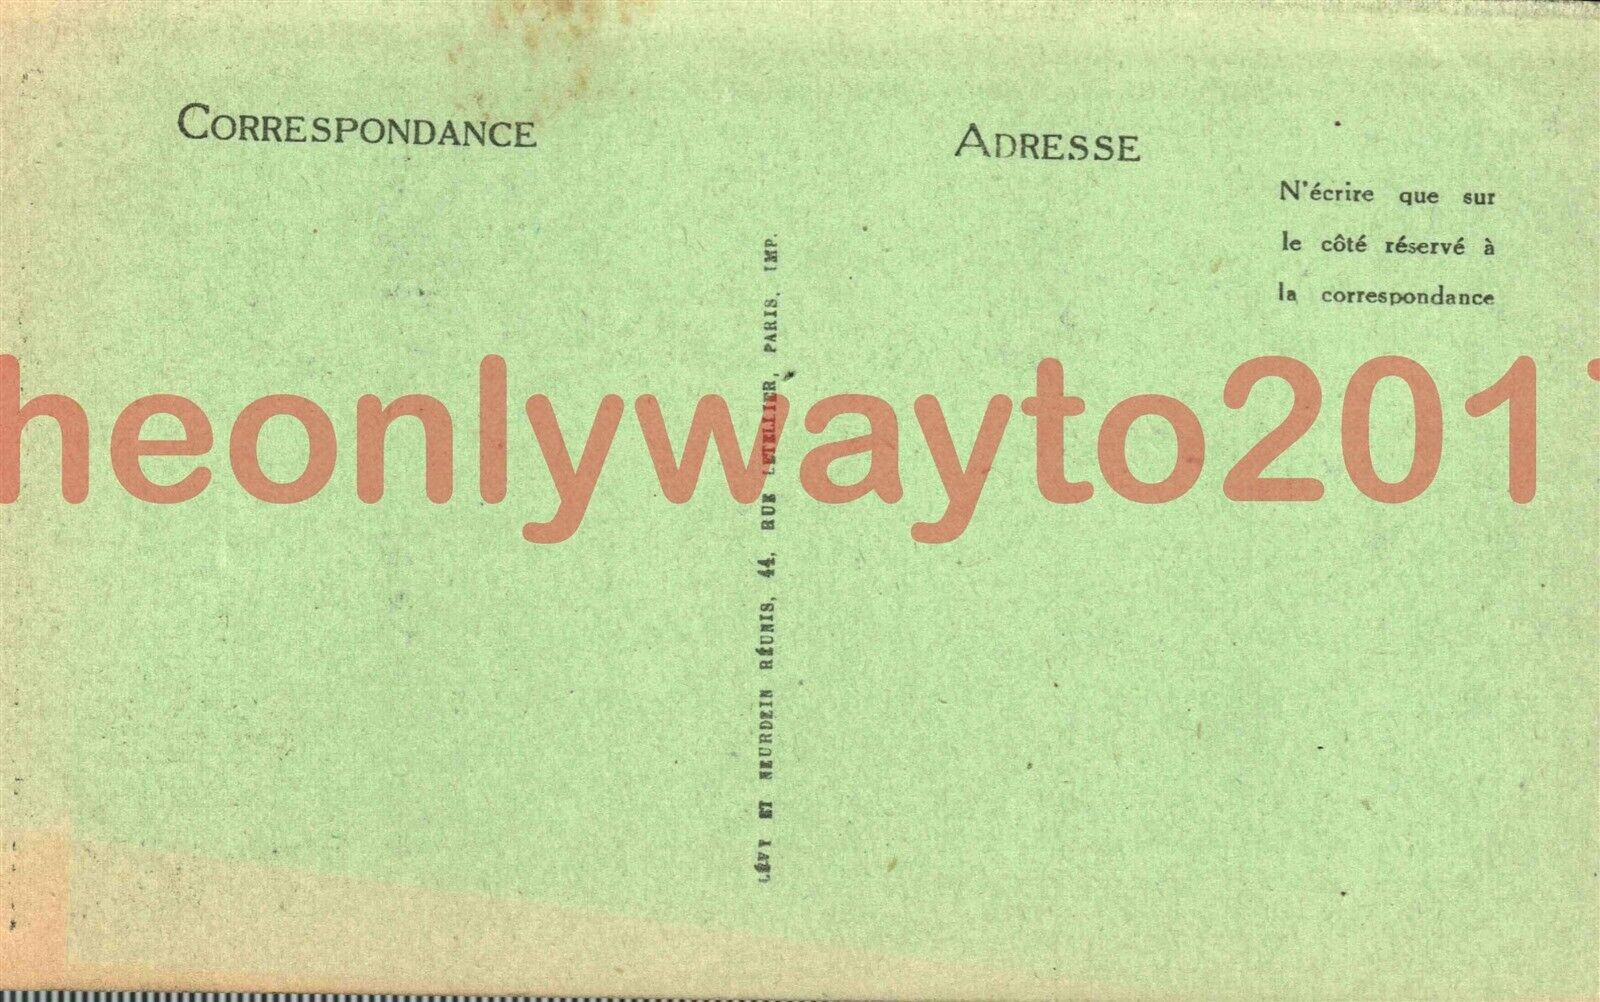 CORRESPONDANCE
ADRESSE
N'écrire que sur
le côté réservé à
la correspondance
LÉVY ET NEURDEIN RÉUNIS, 44, RUE LETELLIER, PARIS. IMP.
heonlywayto201